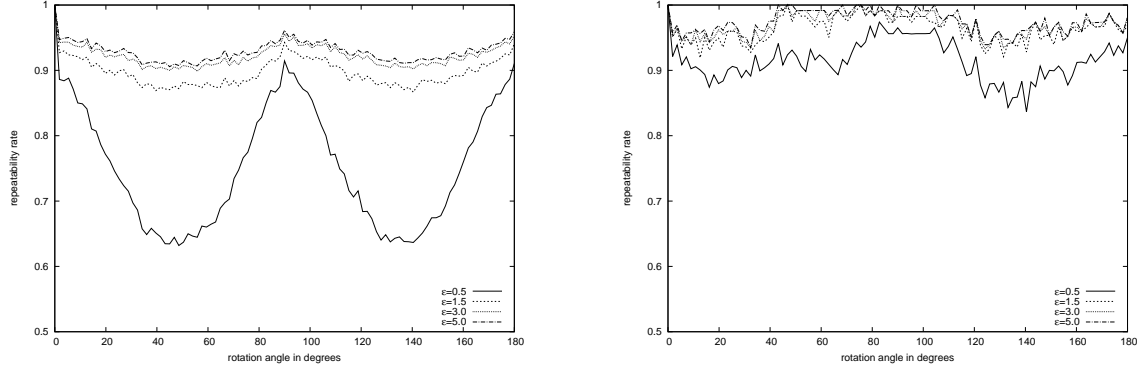 1
0.9
0.8
0.7
0.6
0.5
repeatability rate
0 20 40 60 80 100 120 140 160 180
rotation angle in degrees
ε=0.5
ε=1.5
ε=3.0
ε=5.0
1
0.9
0.8
0.7
0.6
0.5
repeatability rate
0 20 40 60 80 100 120 140 160 180
rotation angle in degrees
ε=0.5
ε=1.5
ε=3.0
ε=5.0